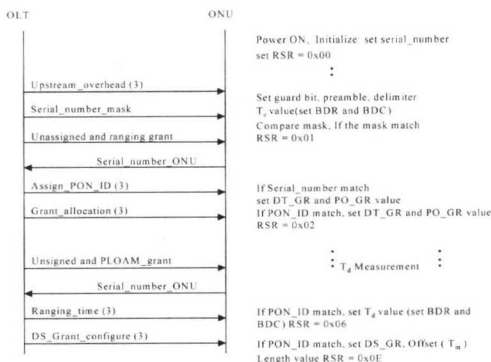 OLT ONU
Power ON, Initialize set serial_number
set RSR = 0x00
Upstream_overhead (3)
Set guard bit, preamble, delimiter
Serial_number_mask
Tc value(set BDR and BDC)
Compare mask, If the mask match
Unassigned and ranging grant
RSR = 0x01
Serial_number_ONU
Assign_PON_ID (3)
If Serial_number match
set DT_GR and PO_GR value
Grant_allocation (3)
If PON_ID match, set DT_GR and PO_GR value
RSR = 0x02
Unsigned and PLOAM_grant
Td Measurement
Serial_number_ONU
Ranging_time (3)
If PON_ID match, set Td value (set BDR and
BDC) RSR = 0x06
DS_Grant_configure (3)
If PON_ID match, set DS_GR, Offset ( Tm )
Length value RSR = 0x0E